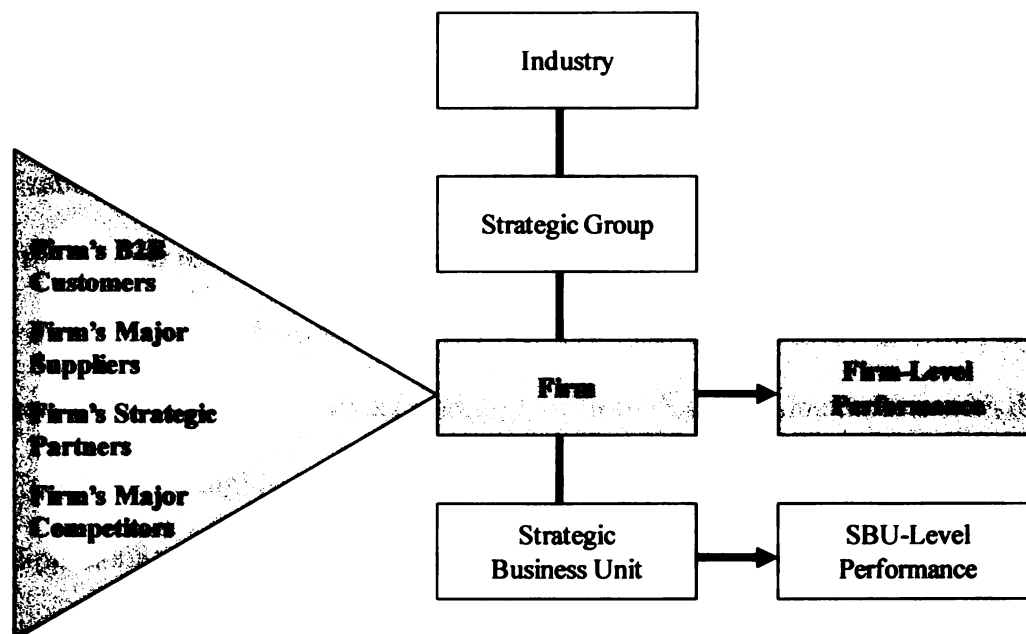 Industry
Strategic Group
Firm's B2B
Customers
Firm's Major
Suppliers
Firm's Strategic
Partners
Firm's Major
Competitors
Firm
Firm-Level
Performance
Strategic
Business Unit
SBU-Level
Performance